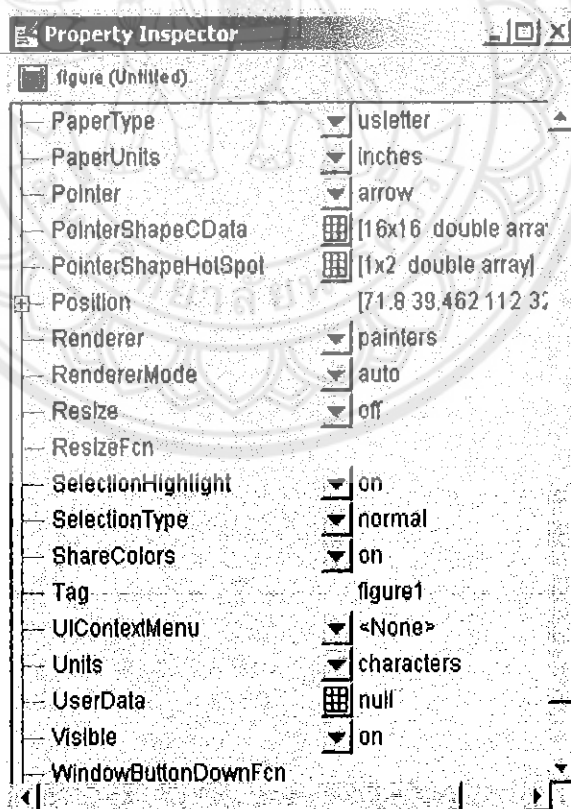 Property Inspector
figure (Untitled)
PaperType usletter
PaperUnits inches
Pointer arrow
PointerShapeCData [16x16 double arra
PointerShapeHotSpot [1x2 double array]
Position [71.8 39.462 112 32
Renderer painters
RendererMode auto
Resize off
ResizeFcn
SelectionHighlight on
SelectionType normal
ShareColors on
Tag figure1
UIContextMenu <None>
Units characters
UserData null
Visible on
WindowButtonDownFcn